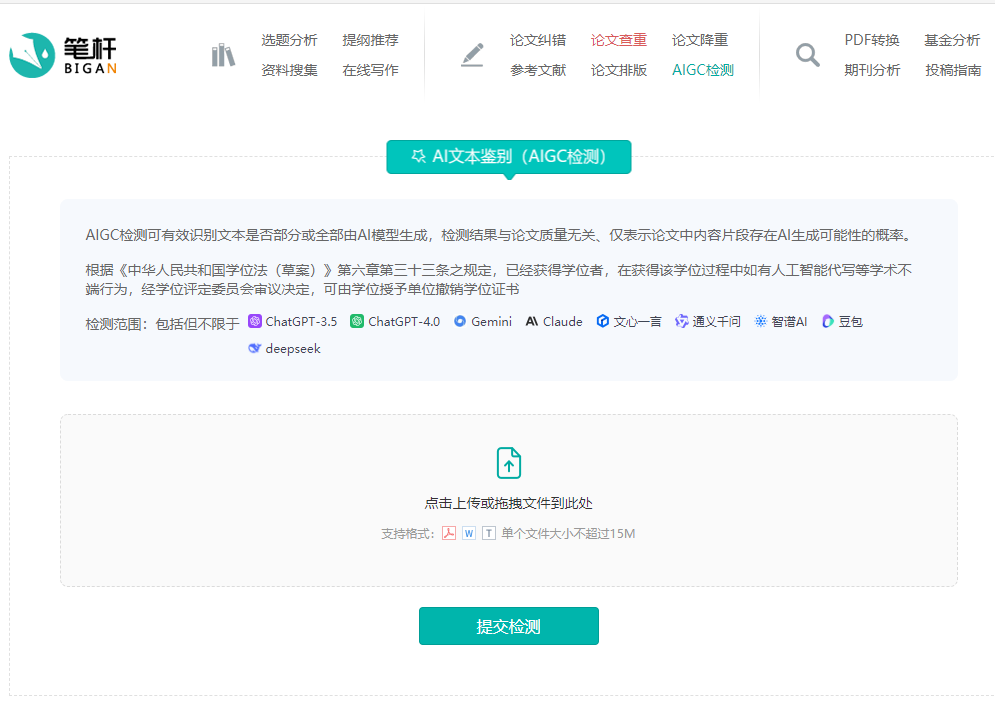 笔杆
BIGAN
选题分析 提纲推荐 论文纠错 论文查重 论文降重 PDF转换 基金分析
资料搜集 在线写作 参考文献 论文排版 AIGC检测 期刊分析 投稿指南
AI文本鉴别（AIGC检测）
AIGC检测可有效识别文本是否部分或全部由AI模型生成，检测结果与论文质量无关、仅表示论文中内容片段存在AI生成可能性的概率。
根据《中华人民共和国学位法（草案）》第六章第三十三条之规定，已经获得学位者，在获得该学位过程中如有人工智能代写等学术不
端行为，经学位评定委员会审议决定，可由学位授予单位撤销学位证书
检测范围：包括但不限于 ChatGPT-3.5 ChatGPT-4.0 Gemini Claude 文心一言 通义千问 智谱AI 豆包
deepseek
点击上传或拖拽文件到此处
支持格式： W T 单个文件大小不超过15M
提交检测